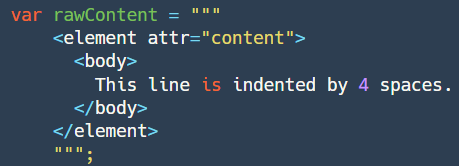 var rawContent = """
    <element attr="content">
      <body>
        This line is indented by 4 spaces.
      </body>
    </element>
    """;